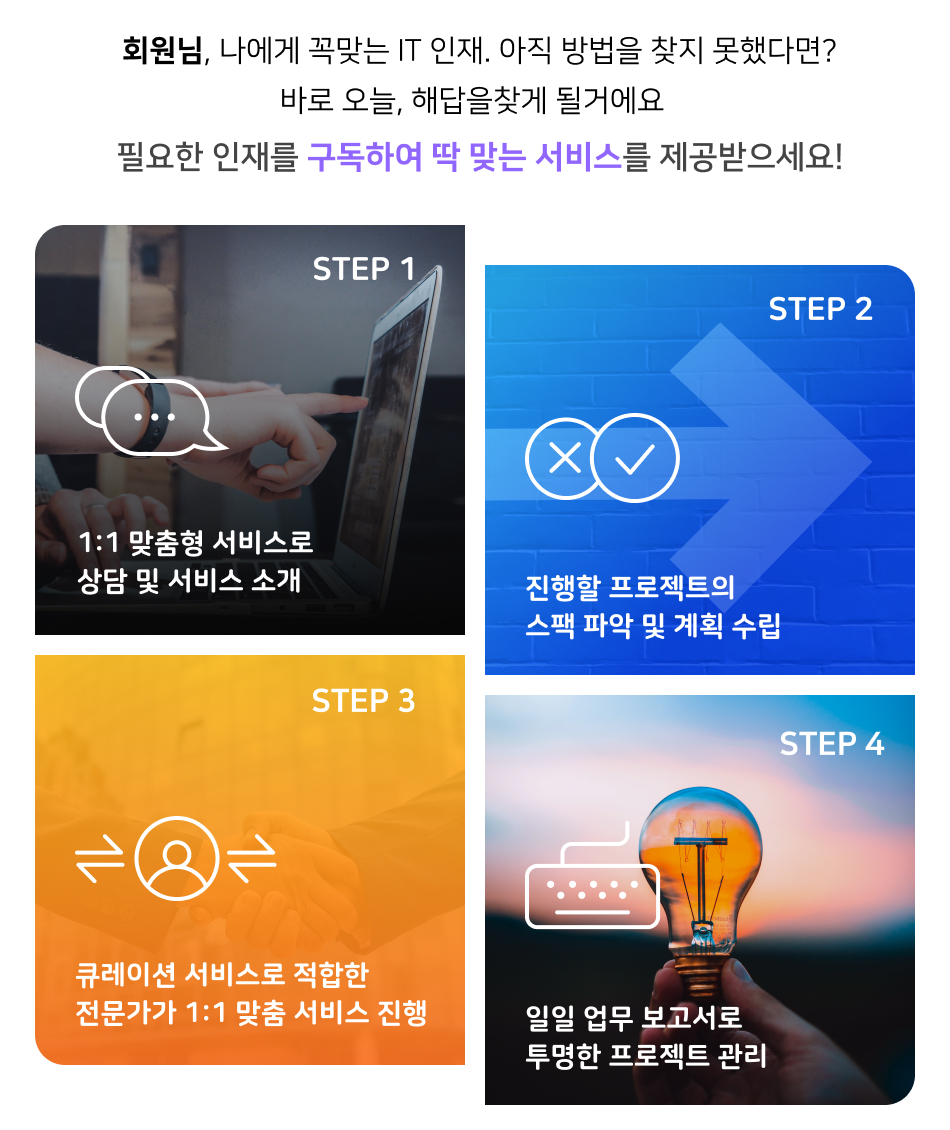 회원님, 나에게 꼭맞는 IT 인재. 아직 방법을 찾지 못했다면?
바로 오늘, 해답을찾게 될거에요
필요한 인재를 구독하여 딱 맞는 서비스를 제공받으세요!
STEP 1
1:1 맞춤형 서비스로
상담 및 서비스 소개
STEP 2
진행할 프로젝트의
스팩 파악 및 계획 수립
STEP 3
큐레이션 서비스로 적합한
전문가가 1:1 맞춤 서비스 진행
STEP 4
일일 업무 보고서로
투명한 프로젝트 관리